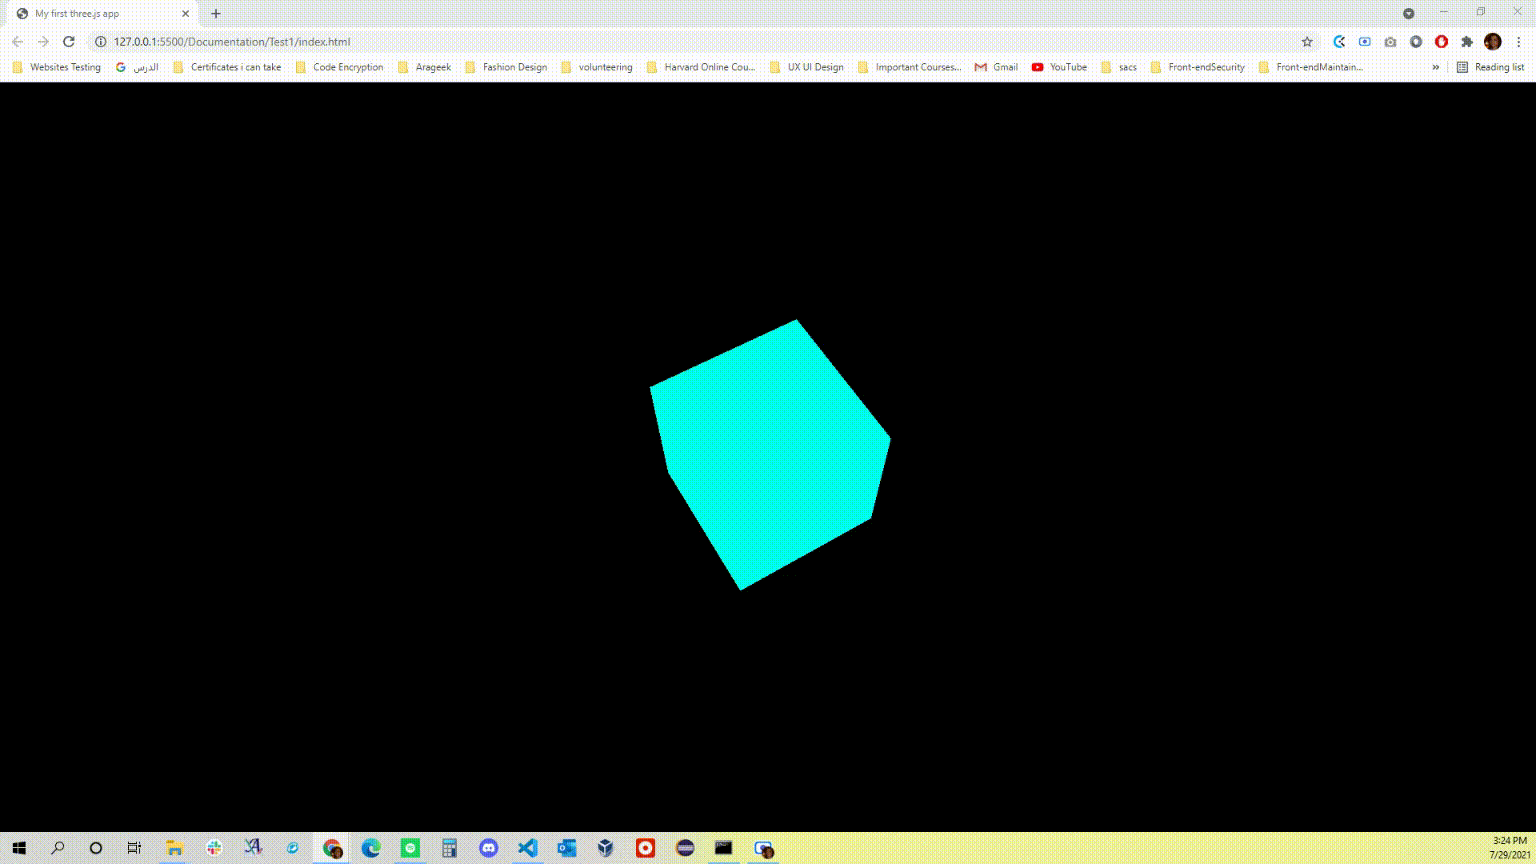 My first three.js app
127.0.0.1:5500/Documentation/Test1/index.html
Websites Testing الدرس Certificates i can take Code Encryption Arageek Fashion Design volunteering Harvard Online Cou... UX UI Design Important Courses... Gmail YouTube sacs Front-endSecurity Front-endMaintain... » Reading list
3:24 PM
7/29/2021